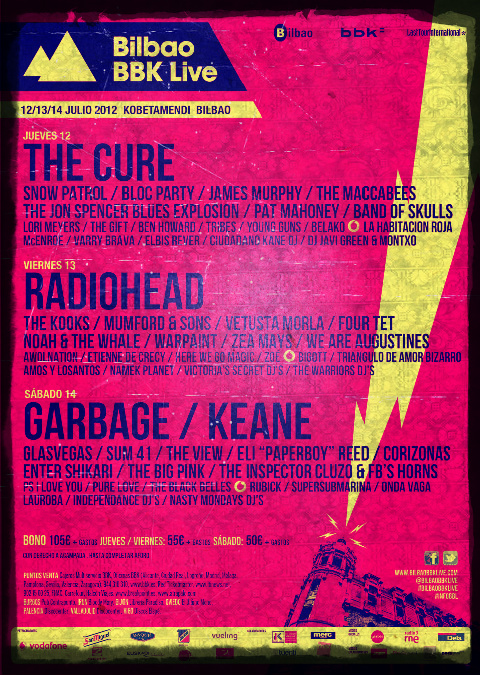 Bilbao
BBK Live
Bilbao
bbk
12/13/14 JULIO 2012 KOBETAMENDI BILBAO
JUEVES 12
THE CURE
SNOW PATROL / BLOC PARTY / JAMES MURPHY / THE MACCABEES
THE JON SPENCER BLUES EXPLOSION / PAT MAHONEY / BAND OF SKULLS
LORI MEYERS / THE GIFT / BEN HOWARD / TRIBES / YOUNG GUNS / BELAKO LA HABITACION ROJA
McENROE / VARRY BRAVA / ELBIS REVER / CIUDADANO KANE DJ / DJ JAVI GREEN & MONTXO
VIERNES 13
RADIOHEAD
THE KOOKS / MUMFORD & SONS / VETUSTA MORLA / FOUR TET
NOAH & THE WHALE / WARPAINT / ZEA MAYS / WE ARE AUGUSTINES
AWOLNATION / ETIENNE DE CRECY / HERE WE GO MAGIC / ZOÉ BIGOTT / TRIANGULO DE AMOR BIZARRO
AMOS Y LOSANTOS / NAMEK PLANET / VICTORIA'S SECRET DJ'S / THE WARRIORS DJ'S
SÁBADO 14
GARBAGE / KEANE
GLASVEGAS / SUM 41 / THE VIEW / ELI "PAPERBOY" REED / CORIZONAS
ENTER SHIKARI / THE BIG PINK / THE INSPECTOR CLUZO & FB'S HORNS
PS I LOVE YOU / PURE LOVE / THE BLACK BELLES RUBICK / SUPERSUBMARINA / ONDA VAGA
LAUROBA / INDEPENDANCE DJ'S / NASTY MONDAYS DJ'S
BONO 105€ + GASTOS JUEVES / VIERNES: 55€ + GASTOS SÁBADO: 50€ + GASTOS
PUNTOS VENTA
WWW.BILBAOBBKLIVE.COM
@BILBAOBBKLIVE
#BILBAOBBKLIVE
vodafone
vueling
merc
rne
Deia